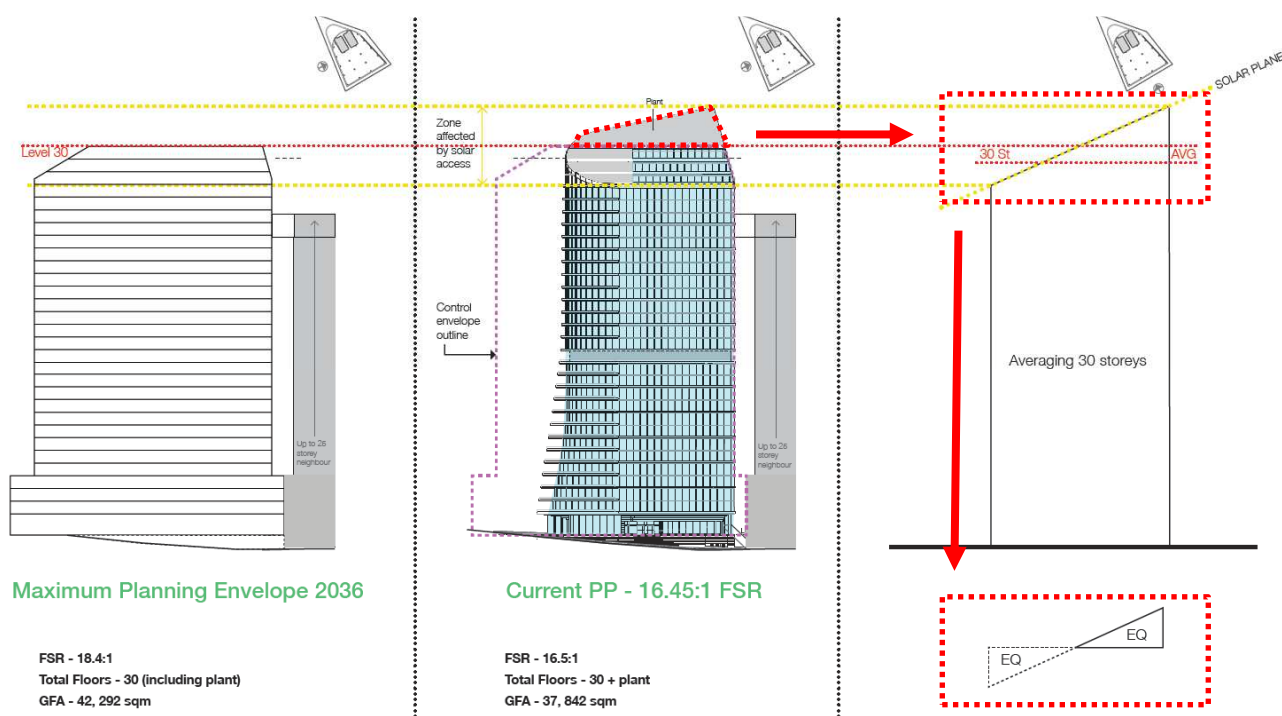 SOLAR PLANE
Level 30
Zone
affected
by solar
access
Plant
30 St
AVG
Control
envelope
outline
Up to 28
storey
neighbour
Up to 28
storey
neighbour
Averaging 30 storeys
EQ
EQ
Maximum Planning Envelope 2036
FSR - 18.4:1
Total Floors - 30 (including plant)
GFA - 42, 292 sqm
Current PP - 16.45:1 FSR
FSR - 16.5:1
Total Floors - 30 + plant
GFA - 37, 842 sqm